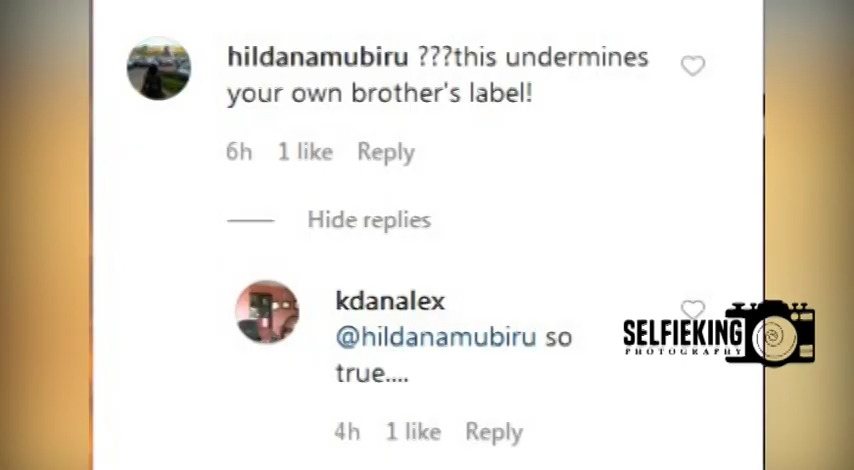 hildanamubiru ???this undermines
your own brother's label!
6h 1 like Reply
Hide replies
kdanalex
@hildanamubiru so
true....
4h 1 like Reply
SELFIEKING
PHOTOGRAPHY